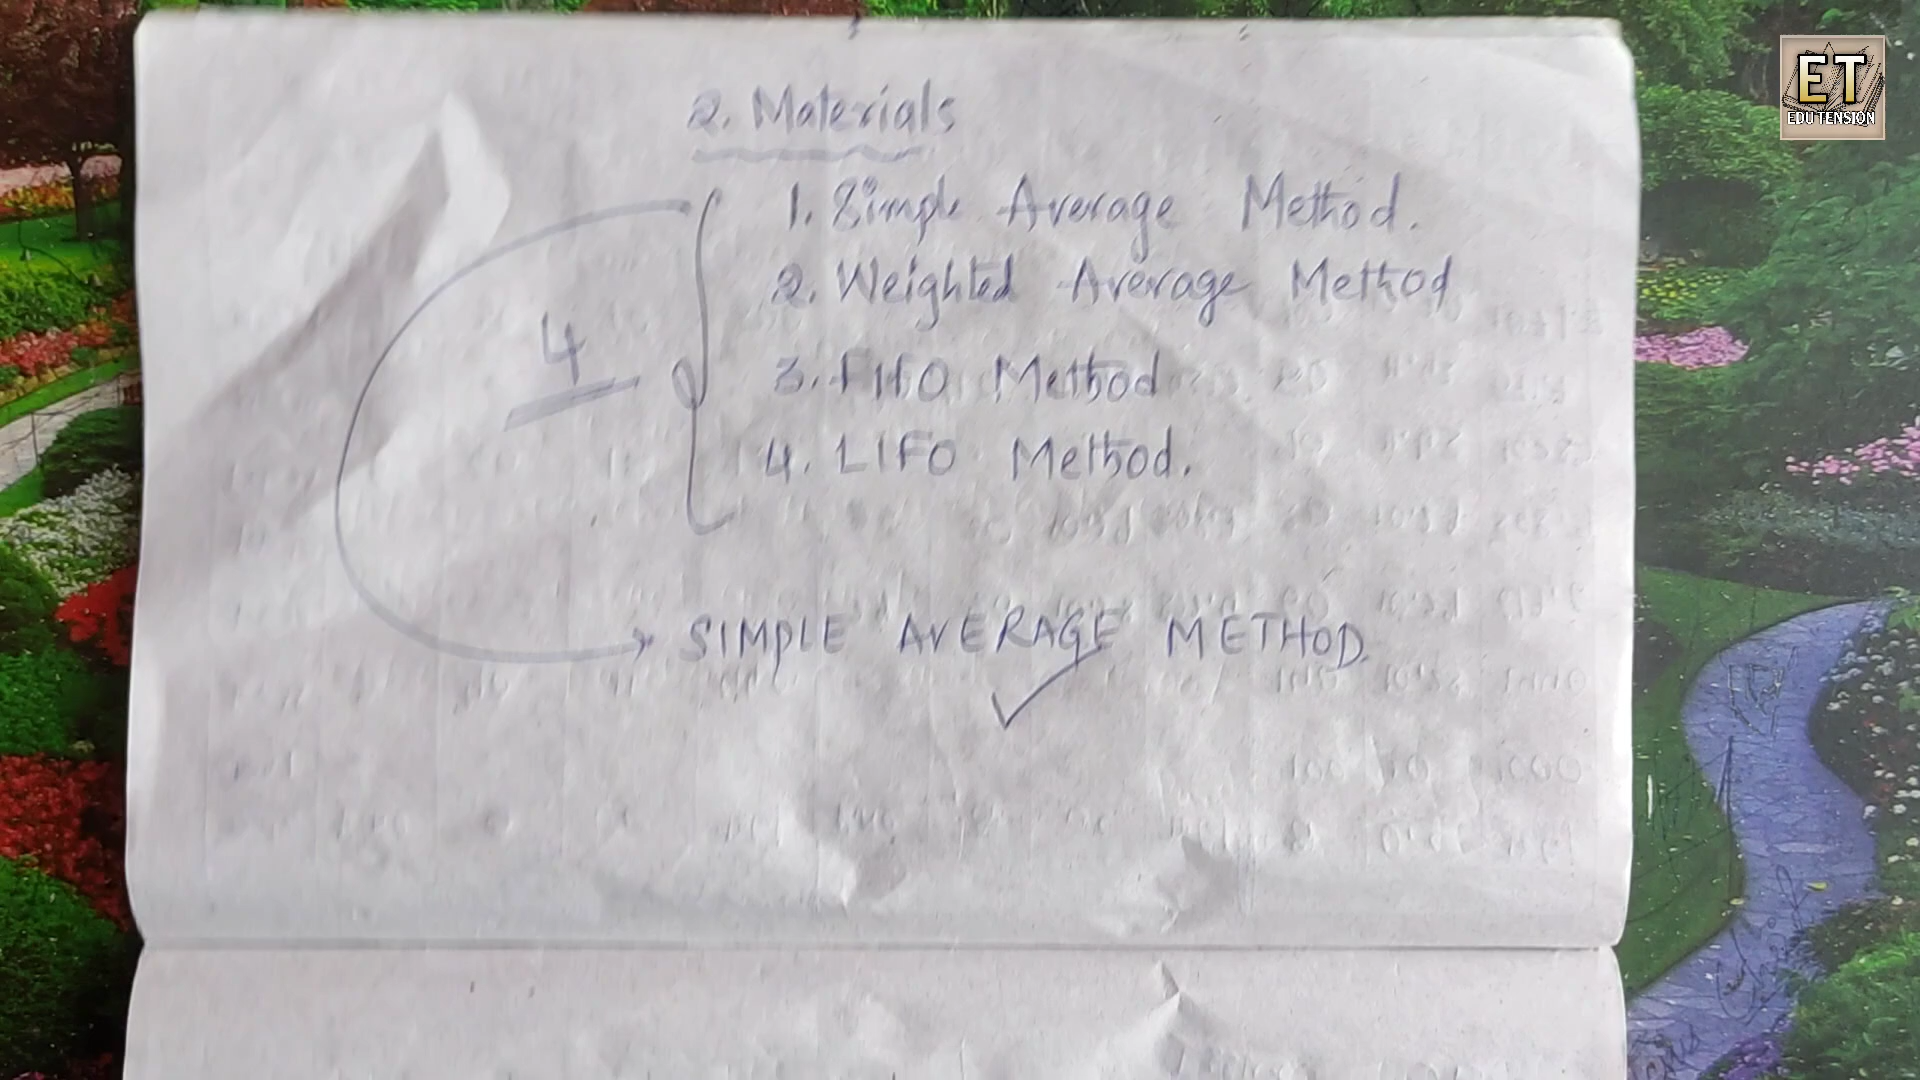 2. Materials
1. Simple Average Method.
2. Weighted Average Method
3. FIFO Method
4. LIFO Method.
4
SIMPLE AVERAGE METHOD.
ET
EDU TENSION